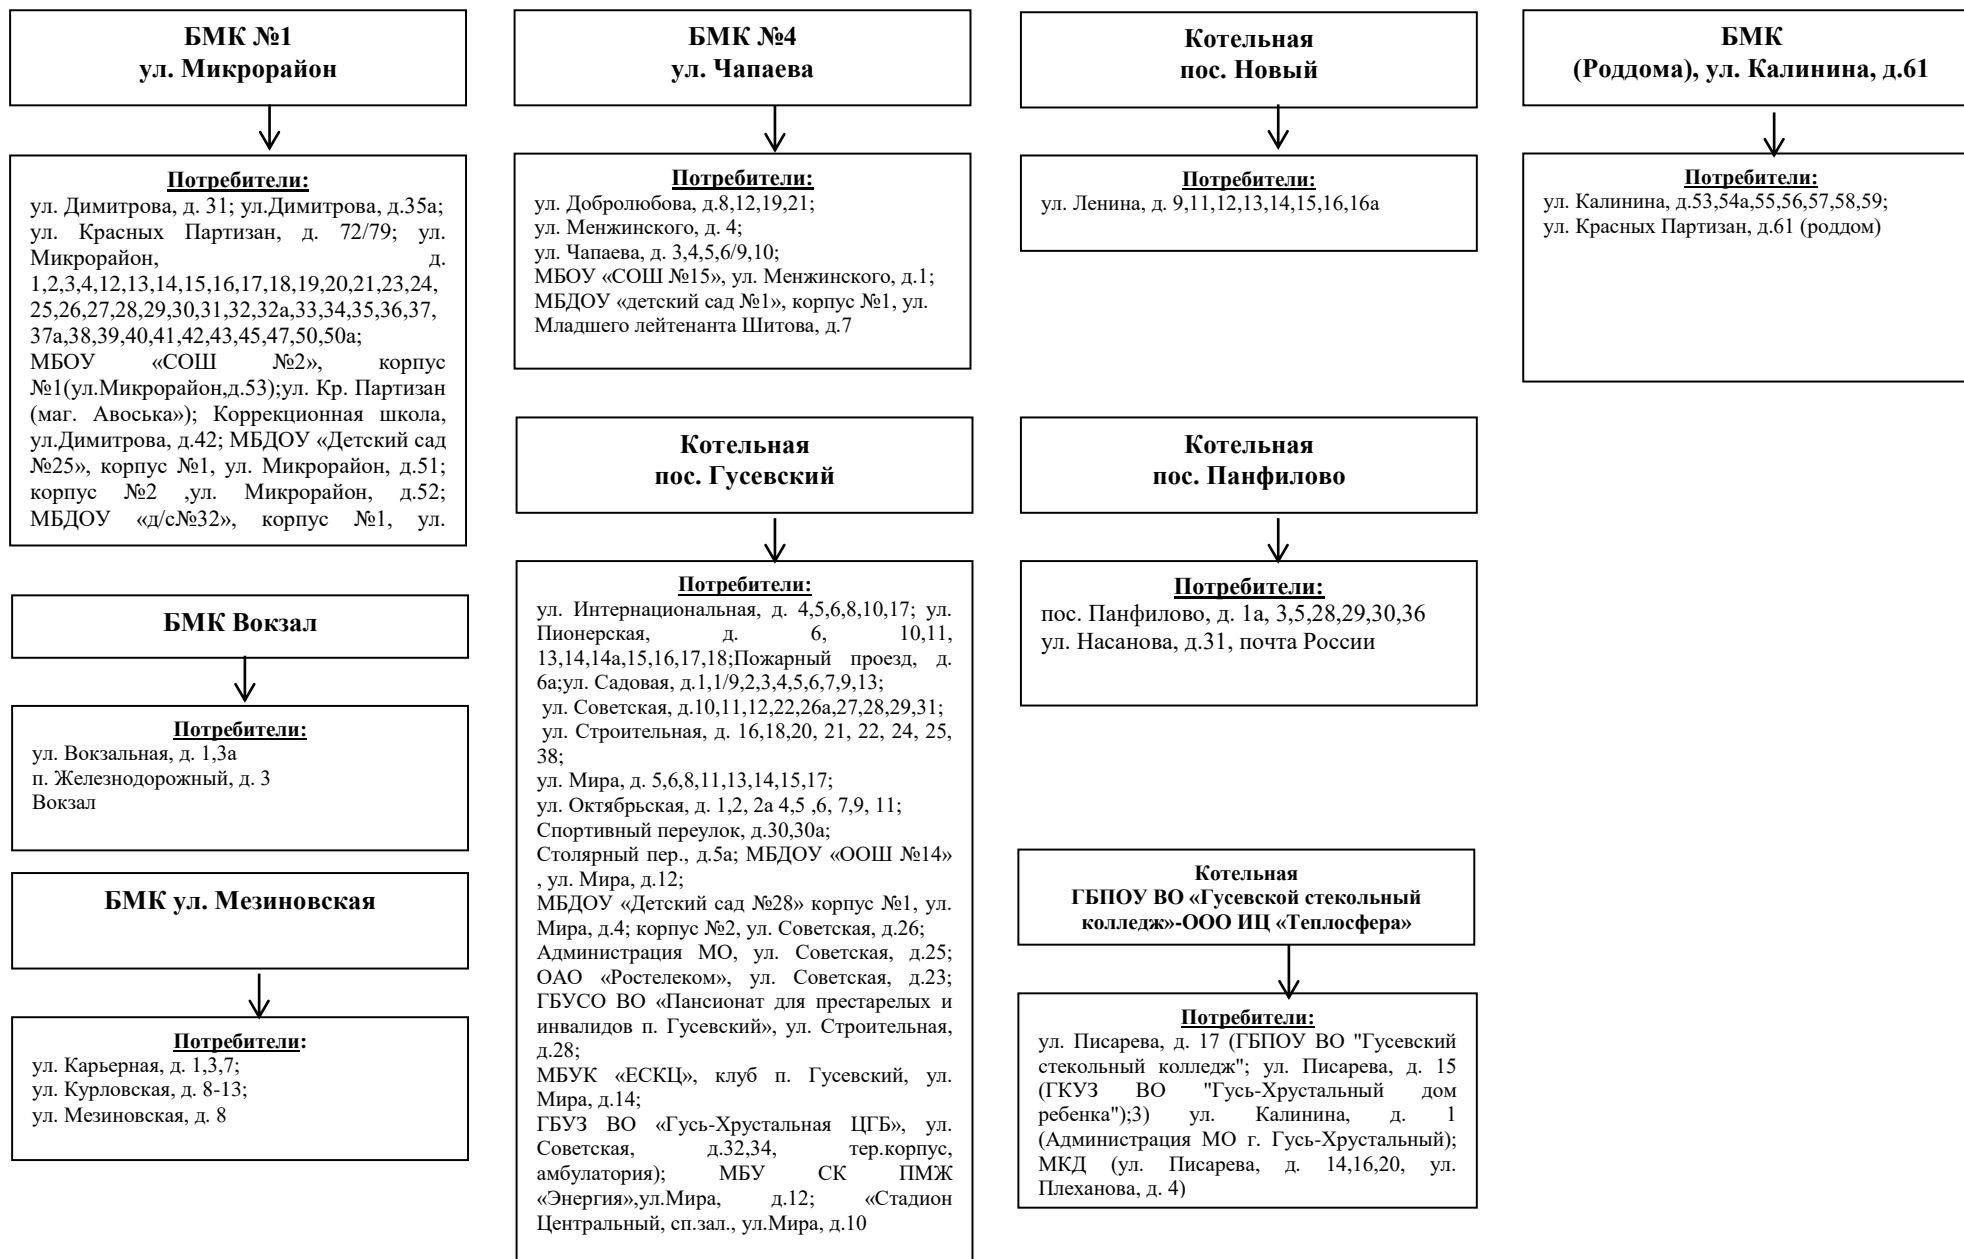 БМК №1
ул. Микрорайон
Потребители:
ул. Димитрова, д. 31; ул.Димитрова, д.35а;
ул. Красных Партизан, д. 72/79; ул.
Микрорайон, д.
1,2,3,4,12,13,14,15,16,17,18,19,20,21,23,24,
25,26,27,28,29,30,31,32,32а,33,34,35,36,37,
37а,38,39,40,41,42,43,45,47,50,50а;
МБОУ «СОШ №2», корпус
№1(ул.Микрорайон,д.53);ул. Кр. Партизан
(маг. Авоська»); Коррекционная школа,
ул.Димитрова, д.42; МБДОУ «Детский сад
№25», корпус №1, ул. Микрорайон, д.51;
корпус №2 ,ул. Микрорайон, д.52;
МБДОУ «д/с№32», корпус №1, ул.
БМК Вокзал
Потребители:
ул. Вокзальная, д. 1,3а
п. Железнодорожный, д. 3
Вокзал
БМК ул. Мезиновская
Потребители:
ул. Карьерная, д. 1,3,7;
ул. Курловская, д. 8-13;
ул. Мезиновская, д. 8
БМК №4
ул. Чапаева
Потребители:
ул. Добролюбова, д.8,12,19,21;
ул. Менжинского, д. 4;
ул. Чапаева, д. 3,4,5,6/9,10;
МБОУ «СОШ №15», ул. Менжинского, д.1;
МБДОУ «детский сад №1», корпус №1, ул.
Младшего лейтенанта Шитова, д.7
Котельная
пос. Гусевский
Потребители:
ул. Интернациональная, д. 4,5,6,8,10,17; ул.
Пионерская, д. 6, 10,11,
13,14,14а,15,16,17,18;Пожарный проезд, д.
6а;ул. Садовая, д.1,1/9,2,3,4,5,6,7,9,13;
ул. Советская, д.10,11,12,22,26а,27,28,29,31;
ул. Строительная, д. 16,18,20, 21, 22, 24, 25,
38;
ул. Мира, д. 5,6,8,11,13,14,15,17;
ул. Октябрьская, д. 1,2, 2а 4,5 ,6, 7,9, 11;
Спортивный переулок, д.30,30а;
Столярный пер., д.5а; МБДОУ «ООШ №14»
, ул. Мира, д.12;
МБДОУ «Детский сад №28» корпус №1, ул.
Мира, д.4; корпус №2, ул. Советская, д.26;
Администрация МО, ул. Советская, д.25;
ОАО «Ростелеком», ул. Советская, д.23;
ГБУСО ВО «Пансионат для престарелых и
инвалидов п. Гусевский», ул. Строительная,
д.28;
МБУК «ЕСКЦ», клуб п. Гусевский, ул.
Мира, д.14;
ГБУЗ ВО «Гусь-Хрустальная ЦГБ», ул.
Советская, д.32,34, тер.корпус,
амбулатория); МБУ СК ПМЖ
«Энергия»,ул.Мира, д.12; «Стадион
Центральный, сп.зал., ул.Мира, д.10
Котельная
пос. Новый
Потребители:
ул. Ленина, д. 9,11,12,13,14,15,16,16а
Котельная
пос. Панфилово
Потребители:
пос. Панфилово, д. 1а, 3,5,28,29,30,36
ул. Насанова, д.31, почта России
Котельная
ГБПОУ ВО «Гусевской стекольный
колледж»-ООО ИЦ «Теплосфера»
Потребители:
ул. Писарева, д. 17 (ГБПОУ ВО "Гусевский
стекольный колледж"; ул. Писарева, д. 15
(ГКУЗ ВО "Гусь-Хрустальный дом
ребенка");3) ул. Калинина, д. 1
(Администрация МО г. Гусь-Хрустальный);
МКД (ул. Писарева, д. 14,16,20, ул.
Плеханова, д. 4)
БМК
(Роддома), ул. Калинина, д.61
Потребители:
ул. Калинина, д.53,54а,55,56,57,58,59;
ул. Красных Партизан, д.61 (роддом)